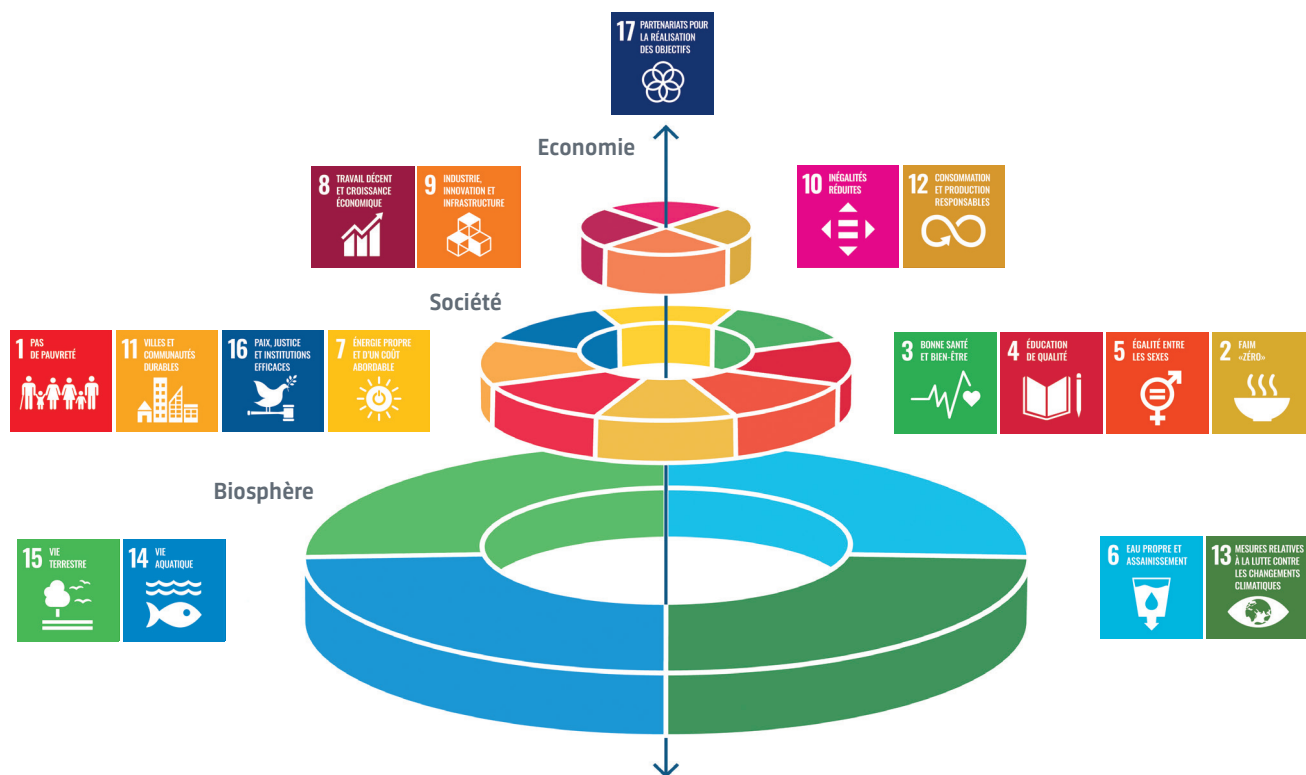 17 PARTENARIATS POUR
LA RÉALISATION
DES OBJECTIFS
Economie
8 TRAVAIL DÉCENT
ET CROISSANCE
ÉCONOMIQUE
9 INDUSTRIE,
INNOVATION ET
INFRASTRUCTURE
10 INÉGALITÉS
RÉDUITES
12 CONSOMMATION
ET PRODUCTION
RESPONSABLES
Société
1 PAS
DE PAUVRETÉ
11 VILLES ET
COMMUNAUTÉS
DURABLES
16 PAIX, JUSTICE
ET INSTITUTIONS
EFFICACES
7 ÉNERGIE PROPRE
ET D'UN COÛT
ABORDABLE
3 BONNE SANTÉ
ET BIEN-ÊTRE
4 ÉDUCATION
DE QUALITÉ
5 ÉGALITÉ ENTRE
LES SEXES
2 FAIM
«ZÉRO»
Biosphère
15 VIE
TERRESTRE
14 VIE
AQUATIQUE
6 EAU PROPRE ET
ASSAINISSEMENT
13 MESURES RELATIVES
À LA LUTTE CONTRE
LES CHANGEMENTS
CLIMATIQUES